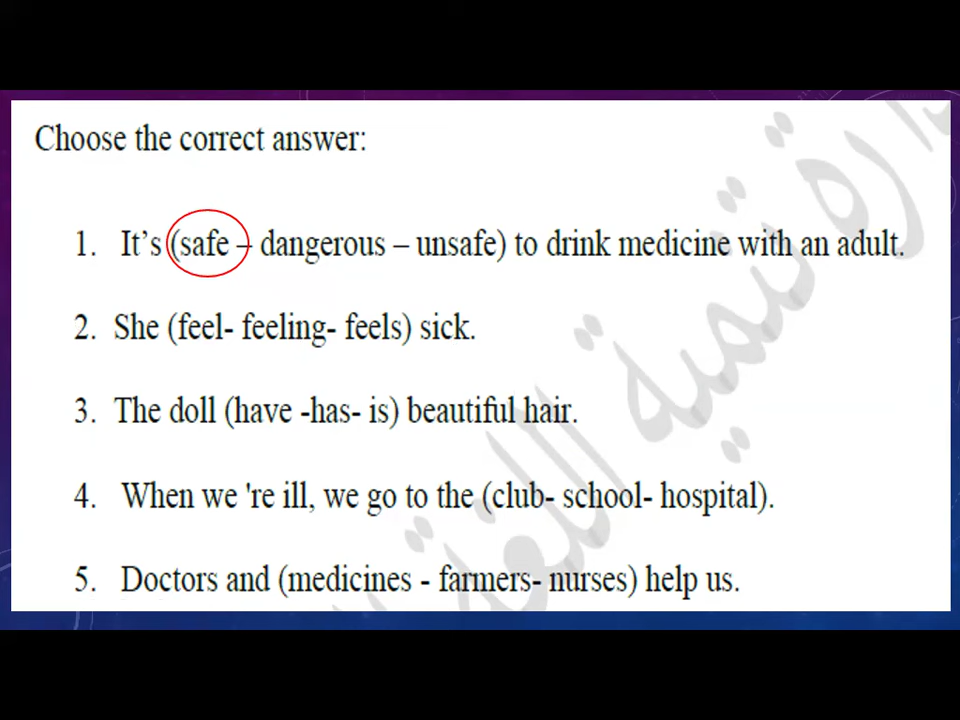 Choose the correct answer:
1. It's (safe – dangerous – unsafe) to drink medicine with an adult.
2. She (feel- feeling- feels) sick.
3. The doll (have -has- is) beautiful hair.
4. When we 're ill, we go to the (club- school- hospital).
5. Doctors and (medicines - farmers- nurses) help us.
تنمية اللغة